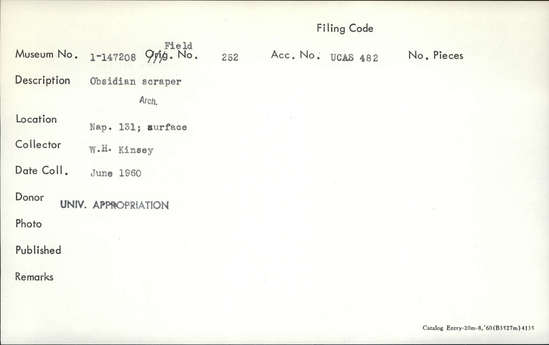 Filing Code
Field
Museum No. 1-147208 Orig. No. 252 Acc. No. UCAS 482 No. Pieces
Description Obsidian scraper
Arch.
Location Nap. 131; surface
Collector W.H. Kinsey
Date Coll. June 1960
Donor UNIV. APPROPRIATION
Photo
Published
Remarks
Catalog Entry-20m-8,'60(B3527m)4135